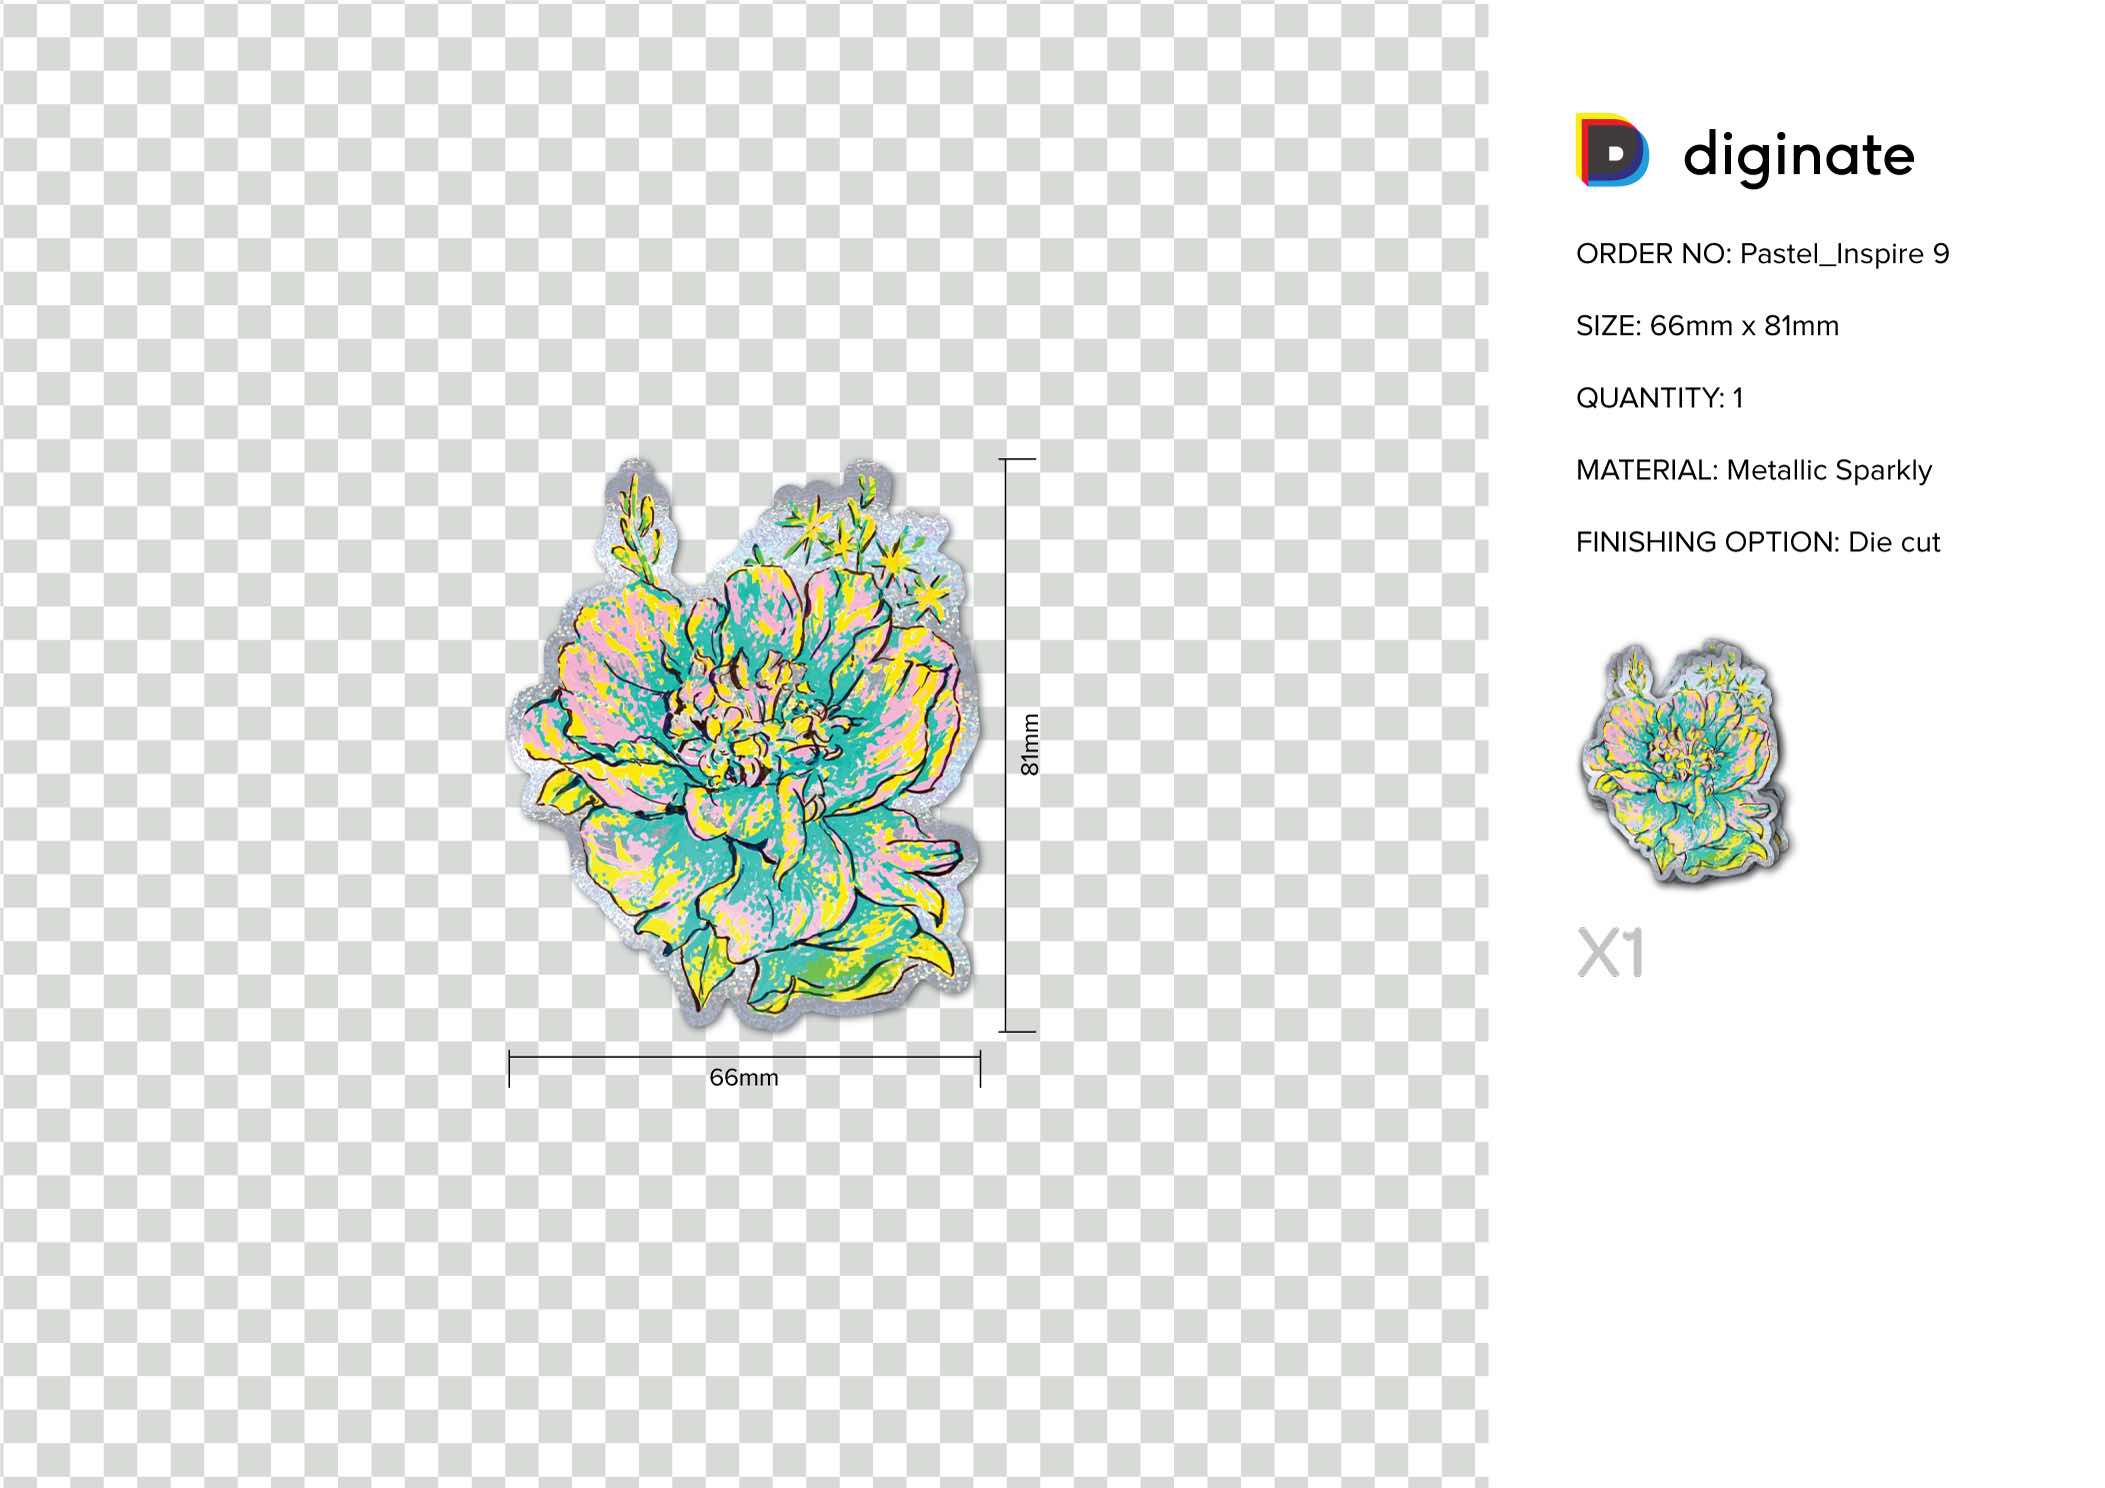 diginate
ORDER NO: Pastel_Inspire 9
SIZE: 66mm x 81mm
QUANTITY: 1
MATERIAL: Metallic Sparkly
FINISHING OPTION: Die cut
X1
81mm
66mm